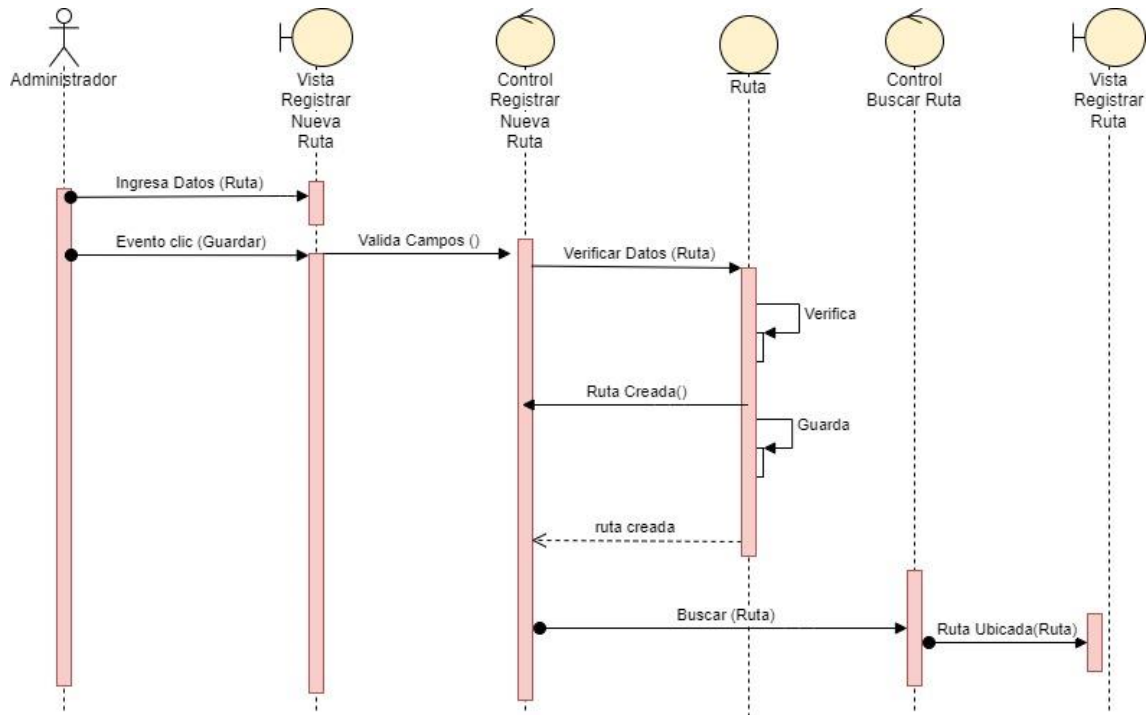 Administrador
Vista
Registrar
Nueva
Ruta
Control
Registrar
Nueva
Ruta
Ruta
Control
Buscar Ruta
Vista
Registrar
Ruta
Ingresa Datos (Ruta)
Evento clic (Guardar)
Valida Campos ()
Verificar Datos (Ruta)
Verifica
Ruta Creada()
Guarda
ruta creada
Buscar (Ruta)
Ruta Ubicada(Ruta)